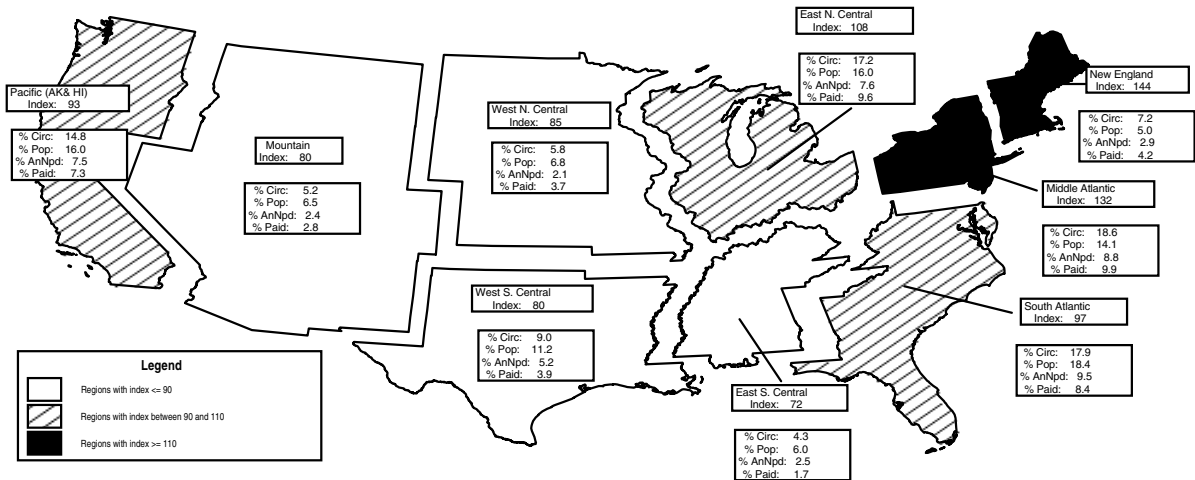 East N. Central
Index: 108
% Circ: 17.2
% Pop: 16.0
% AnNpd: 7.6
% Paid: 9.6
New England
Index: 144
% Circ: 7.2
% Pop: 5.0
% AnNpd: 2.9
% Paid: 4.2
Pacific (AK& HI)
Index: 93
% Circ: 14.8
% Pop: 16.0
% AnNpd: 7.5
% Paid: 7.3
West N. Central
Index: 85
% Circ: 5.8
% Pop: 6.8
% AnNpd: 2.1
% Paid: 3.7
Mountain
Index: 80
% Circ: 5.2
% Pop: 6.5
% AnNpd: 2.4
% Paid: 2.8
Middle Atlantic
Index: 132
% Circ: 18.6
% Pop: 14.1
% AnNpd: 8.8
% Paid: 9.9
West S. Central
Index: 80
% Circ: 9.0
% Pop: 11.2
% AnNpd: 5.2
% Paid: 3.9
South Atlantic
Index: 97
% Circ: 17.9
% Pop: 18.4
% AnNpd: 9.5
% Paid: 8.4
East S. Central
Index: 72
% Circ: 4.3
% Pop: 6.0
% AnNpd: 2.5
% Paid: 1.7
Legend
Regions with index <= 90
Regions with index between 90 and 110
Regions with index >= 110